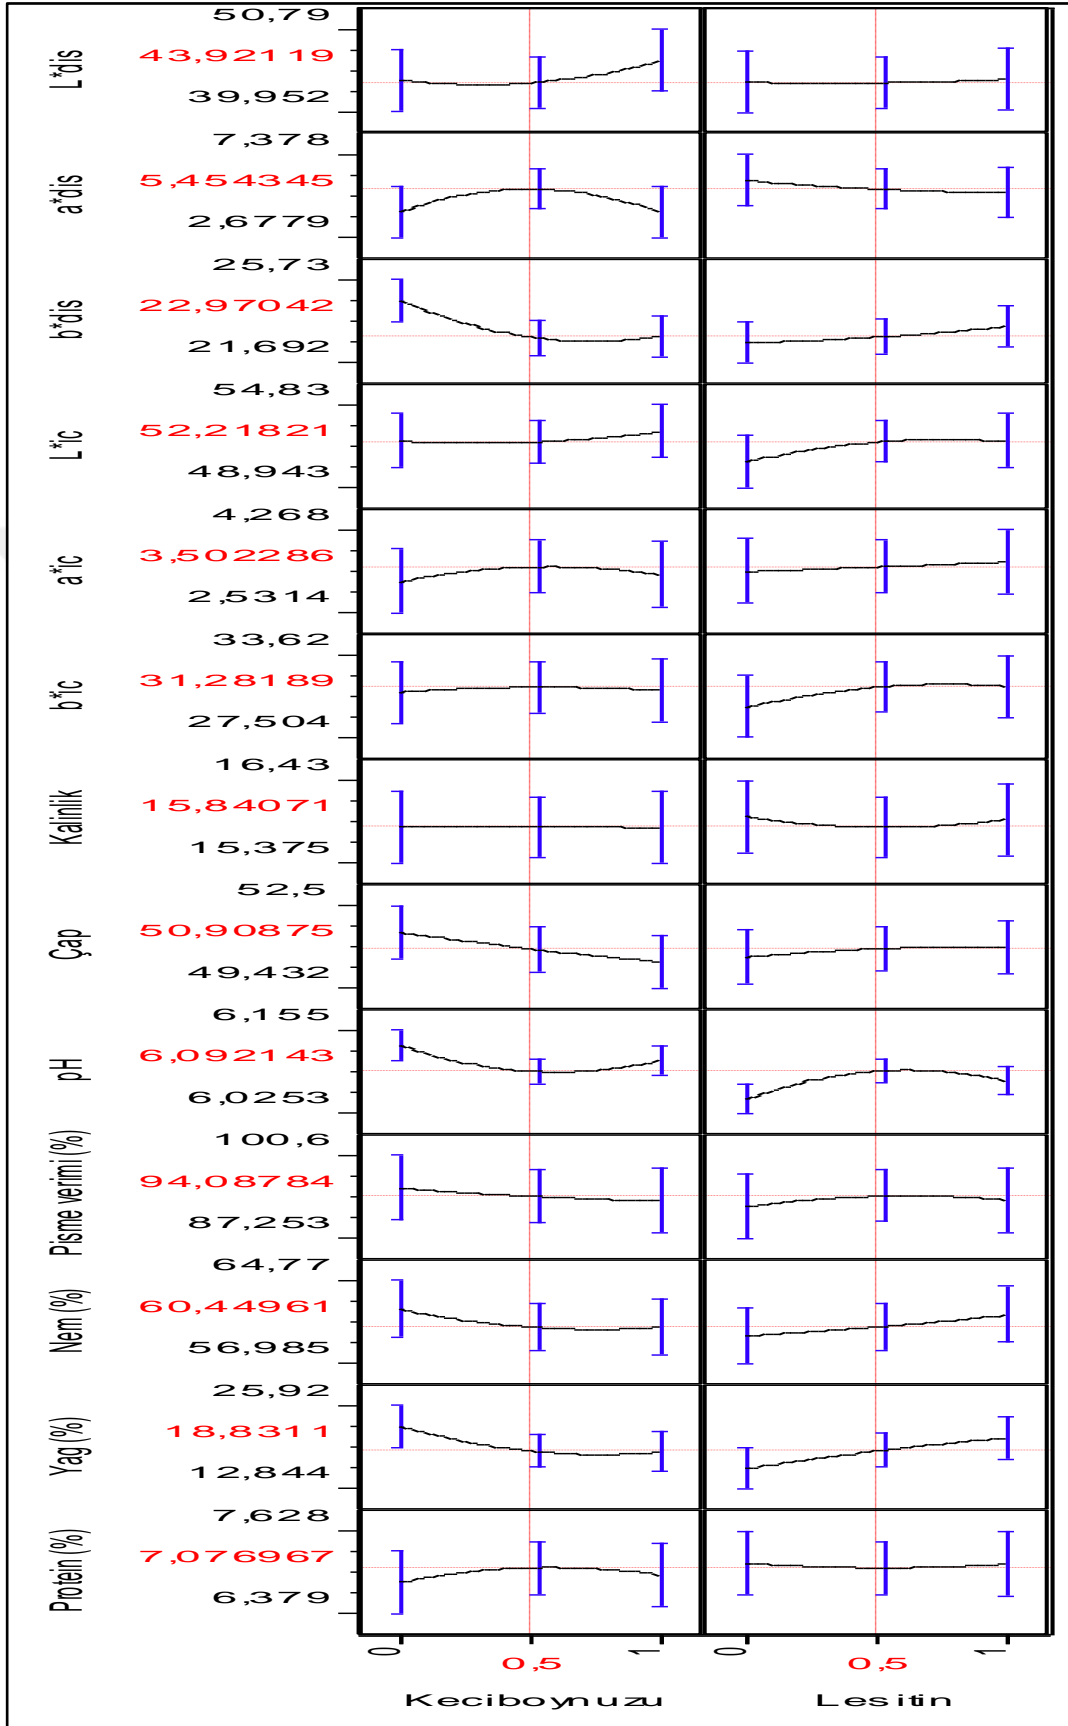 L*dis
50,79
43,92119
39,952
a*dis
7,378
5,454345
2,6779
b*dis
25,73
22,97042
21,692
L*ic
54,83
52,21821
48,943
a*ic
4,268
3,502286
2,5314
b*ic
33,62
31,28189
27,504
Kalinlik
16,43
15,84071
15,375
Çap
52,5
50,90875
49,432
pH
6,155
6,092143
6,0253
Pisme verimi (%)
100,6
94,08784
87,253
Nem (%)
64,77
60,44961
56,985
Yag (%)
25,92
18,8311
12,844
Protein (%)
7,628
7,076967
6,379
0 0,5 1 0 0,5 1
Keciboynuzu Lesitin